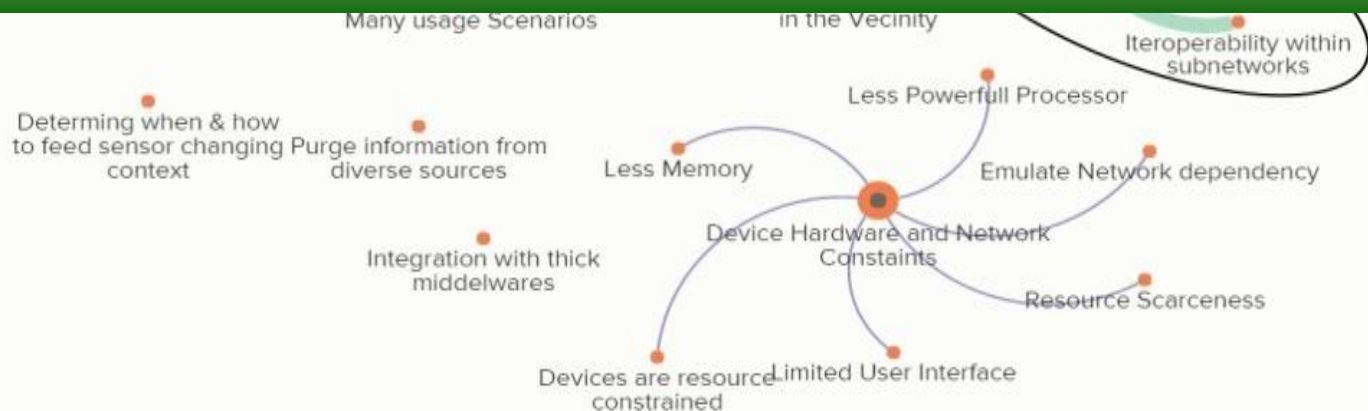 Many usage Scenarios
in the Vecinity
Iteroperability within
subnetworks
Less Powerfull Processor
Determing when & how
to feed sensor changing
context
Purge information from
diverse sources
Less Memory
Emulate Network dependency
Device Hardware and Network
Constaints
Integration with thick
middelwares
Resource Scarceness
Devices are resource
constrained
Limited User Interface